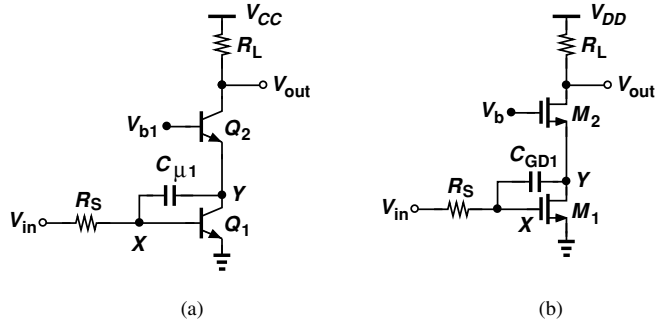 V_CC
R_L
V_out
V_b1
Q_2
C_μ1
Y
R_S
V_in
X
Q_1
(a)
V_DD
R_L
V_out
V_b
M_2
C_GD1
Y
R_S
V_in
X
M_1
(b)